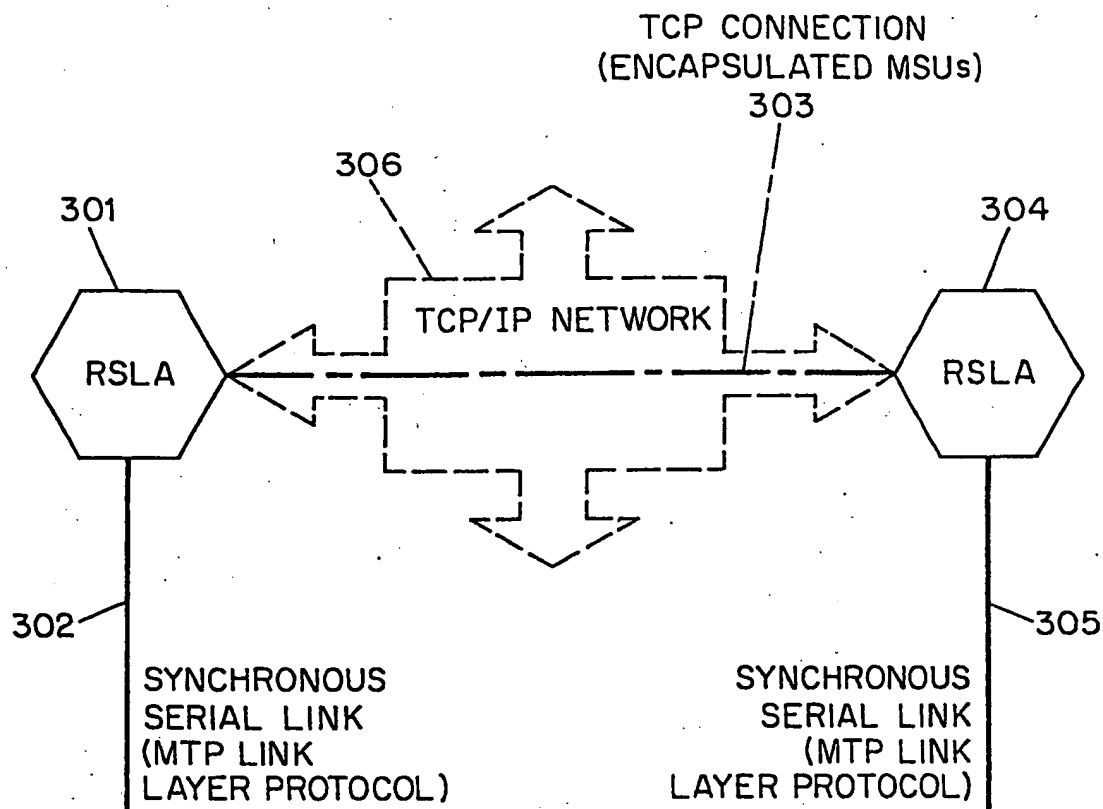 TCP CONNECTION
(ENCAPSULATED MSUs)
303
306
301
304
TCP/IP NETWORK
RSLA
RSLA
302
305
SYNCHRONOUS
SERIAL LINK
(MTP LINK
LAYER PROTOCOL)
SYNCHRONOUS
SERIAL LINK
(MTP LINK
LAYER PROTOCOL)